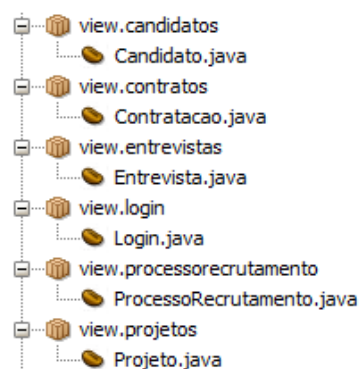 view.candidatos
Candidato.java
view.contratos
Contratacao.java
view.entrevistas
Entrevista.java
view.login
Login.java
view.processorecrutamento
ProcessoRecrutamento.java
view.projetos
Projeto.java